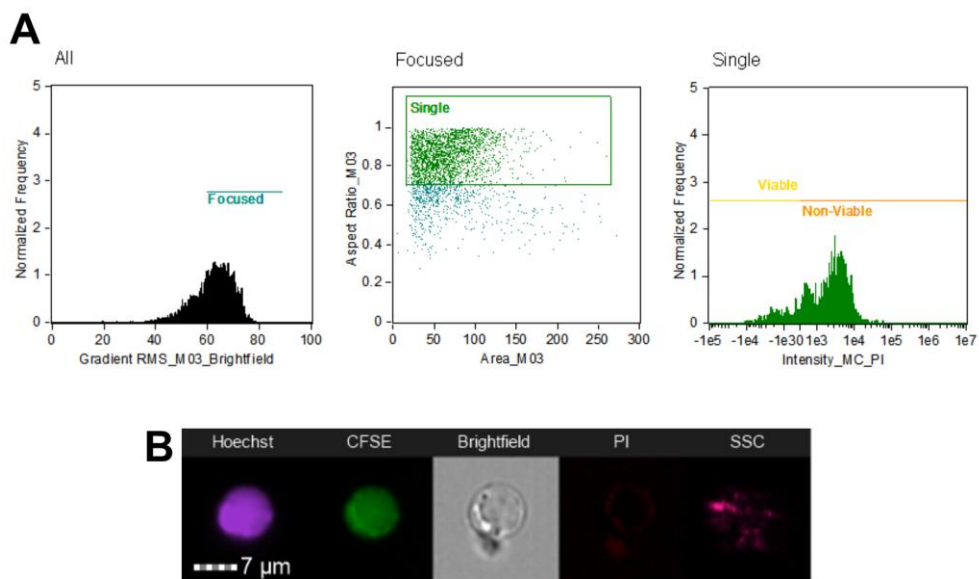 A
All
Normalized Frequency
5
4
3
2
1
0
Focused
0 20 40 60 80 100
Gradient RMS_M03_Brightfield
Focused
Aspect Ratio_M03
1
0.8
0.6
0.4
0.2
0
Single
0 50 100 150 200 250 300
Area_M03
Single
Normalized Frequency
5
4
3
2
1
0
Viable
Non-Viable
-1e5 -1e4 -1e3 0 1e3 1e4 1e5 1e6 1e7
Intensity_MC_PI
B
Hoechst CFSE Brightfield PI SSC
7 µm